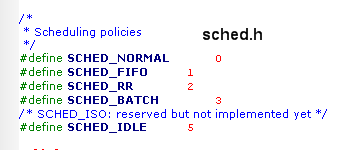 /*
* Scheduling policies
sched.h
*/
#define SCHED_NORMAL 0
#define SCHED_FIFO 1
#define SCHED_RR 2
#define SCHED_BATCH 3
/* SCHED_ISO: reserved but not implemented yet */
#define SCHED_IDLE 5